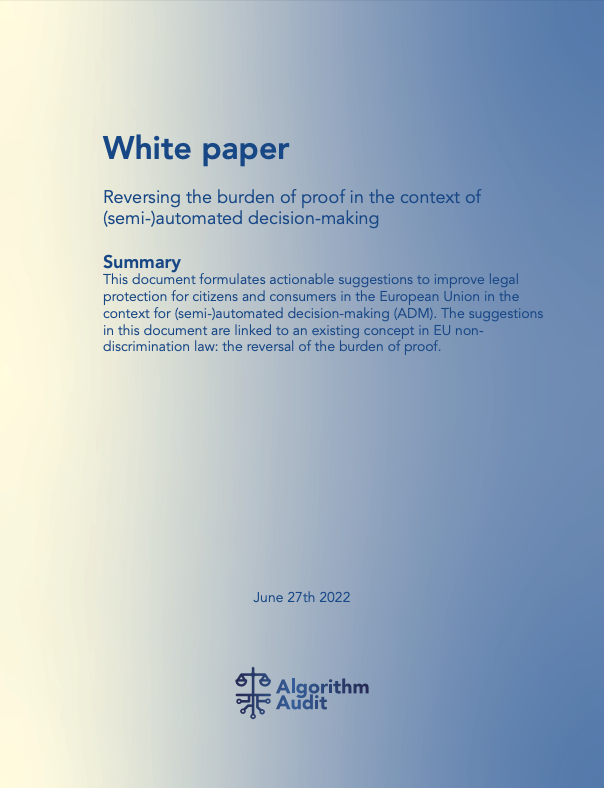 White paper
Reversing the burden of proof in the context of
(semi-)automated decision-making
Summary
This document formulates actionable suggestions to improve legal
protection for citizens and consumers in the European Union in the
context for (semi-)automated decision-making (ADM). The suggestions
in this document are linked to an existing concept in EU non-
discrimination law: the reversal of the burden of proof.
June 27th 2022
Algorithm
Audit